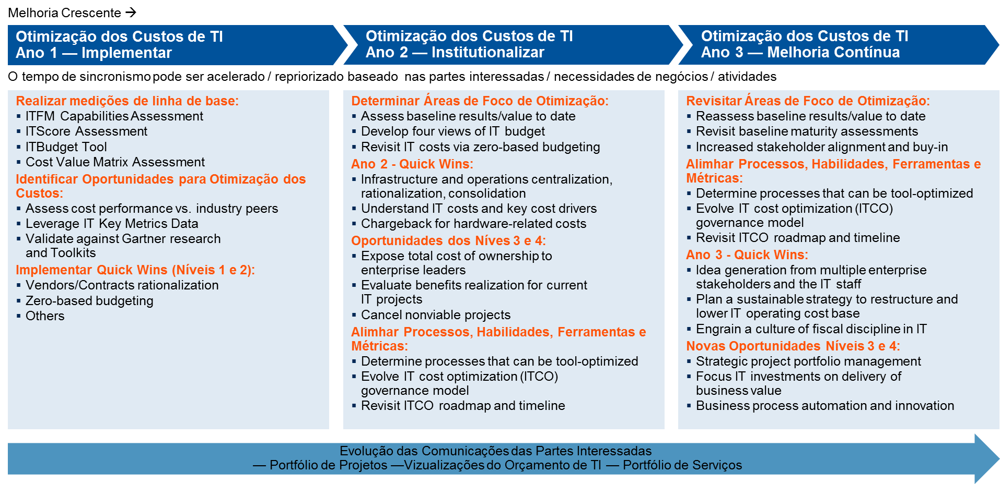 Melhoria Crescente →
Otimização dos Custos de TI
Ano 1 — Implementar
Otimização dos Custos de TI
Ano 2 — Institutionalizar
Otimização dos Custos de TI
Ano 3 — Melhoria Contínua
O tempo de sincronismo pode ser acelerado / repriorizado baseado nas partes interessadas / necessidades de negócios / atividades
Realizar medições de linha de base:
▪ ITFM Capabilities Assessment
▪ ITScore Assessment
▪ ITBudget Tool
▪ Cost Value Matrix Assessment
Identificar Oportunidades para Otimização dos
Custos:
▪ Assess cost performance vs. industry peers
▪ Leverage IT Key Metrics Data
▪ Validate against Gartner research
and Toolkits
Implementar Quick Wins (Níveis 1 e 2):
▪ Vendors/Contracts rationalization
▪ Zero-based budgeting
▪ Others
Determinar Áreas de Foco de Otimização:
▪ Assess baseline results/value to date
▪ Develop four views of IT budget
▪ Revisit IT costs via zero-based budgeting
Ano 2 - Quick Wins:
▪ Infrastructure and operations centralization,
rationalization, consolidation
▪ Understand IT costs and key cost drivers
▪ Chargeback for hardware-related costs
Oportunidades dos Níves 3 e 4:
▪ Expose total cost of ownership to
enterprise leaders
▪ Evaluate benefits realization for current
IT projects
▪ Cancel nonviable projects
Alimhar Processos, Habilidades, Ferramentas e
Métricas:
▪ Determine processes that can be tool-optimized
▪ Evolve IT cost optimization (ITCO)
governance model
▪ Revisit ITCO roadmap and timeline
Revisitar Áreas de Foco de Otimização:
▪ Reassess baseline results/value to date
▪ Revisit baseline maturity assessments
▪ Increased stakeholder alignment and buy-in
Alimhar Processos, Habilidades, Ferramentas e
Métricas:
▪ Determine processes that can be tool-optimized
▪ Evolve IT cost optimization (ITCO)
governance model
▪ Revisit ITCO roadmap and timeline
Ano 3 - Quick Wins:
▪ Idea generation from multiple enterprise
stakeholders and the IT staff
▪ Plan a sustainable strategy to restructure and
lower IT operating cost base
▪ Engrain a culture of fiscal discipline in IT
Novas Oportunidades Níveis 3 e 4:
▪ Strategic project portfolio management
▪ Focus IT investments on delivery of
business value
▪ Business process automation and innovation
Evolução das Comunicações das Partes Interessadas
— Portfólio de Projetos —Vizualizações do Orçamento de TI — Portfólio de Serviços